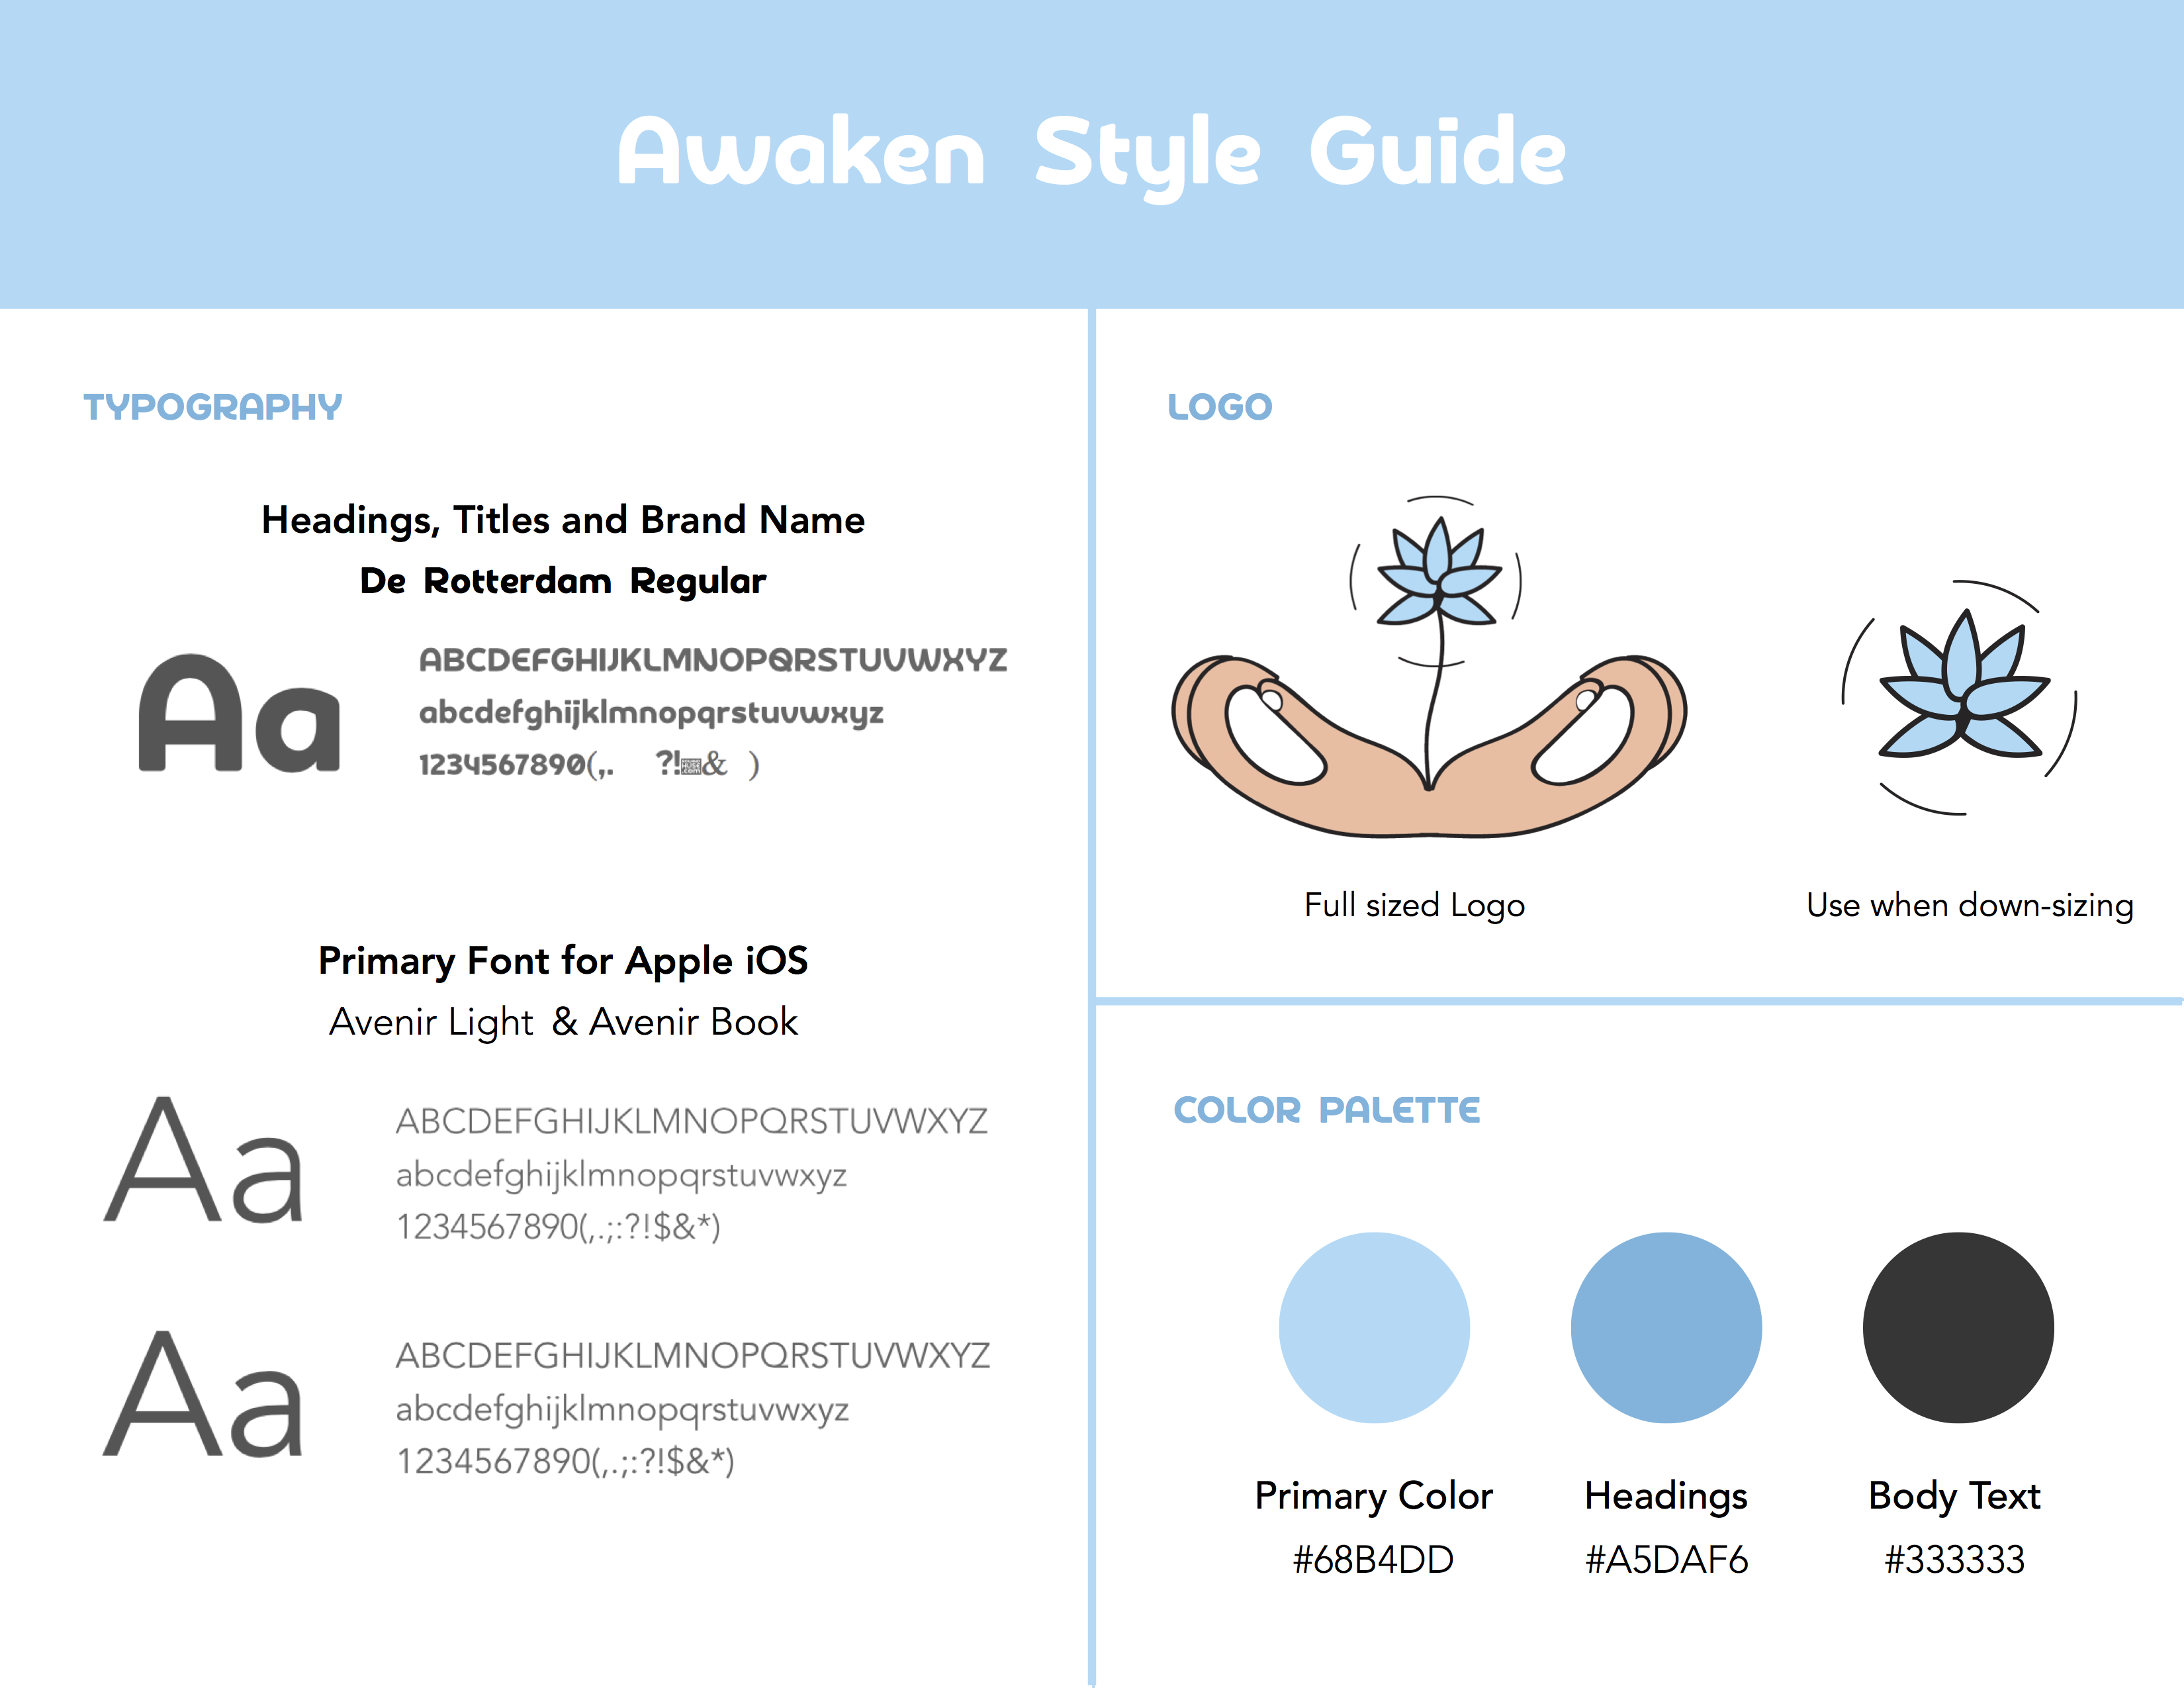 Awaken Style Guide
TYPOGRAPHY
Headings, Titles and Brand Name
De Rotterdam Regular
Aa
ABCDEFGHIJKLMNOPQRSTUVWXYZ
abcdefghijklmnopqrstuvwxyz
1234567890(,. ?!& )
Primary Font for Apple iOS
Avenir Light & Avenir Book
Aa
ABCDEFGHIJKLMNOPQRSTUVWXYZ
abcdefghijklmnopqrstuvwxyz
1234567890(,.;:?!$&*)
Aa
ABCDEFGHIJKLMNOPQRSTUVWXYZ
abcdefghijklmnopqrstuvwxyz
1234567890(,.;:?!$&*)
LOGO
Full sized Logo
Use when down-sizing
COLOR PALETTE
Primary Color
#68B4DD
Headings
#A5DAF6
Body Text
#333333